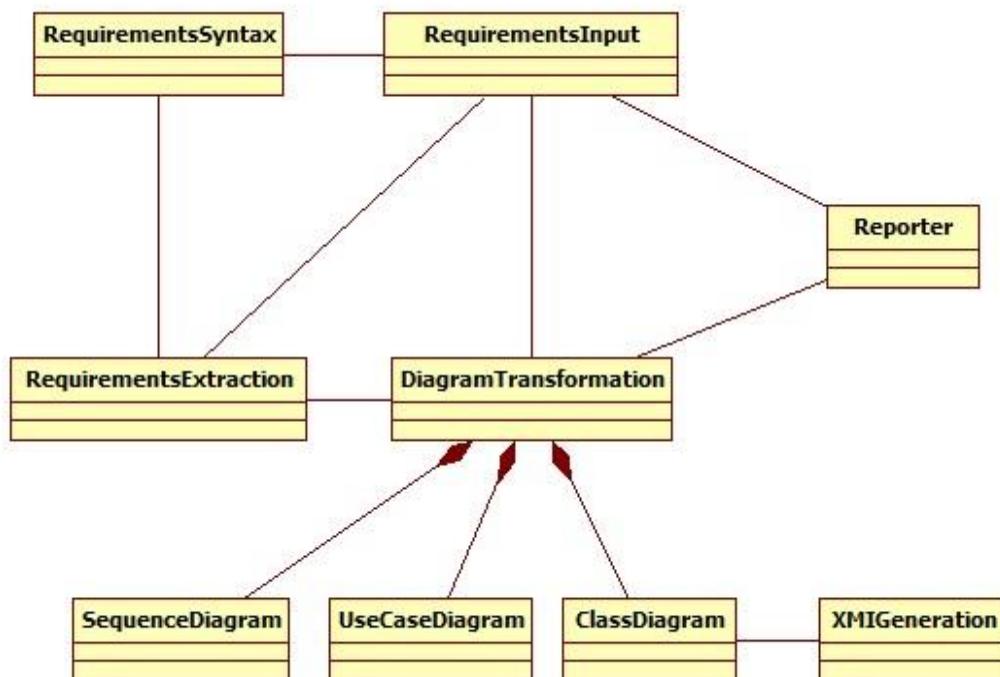 RequirementsSyntax
RequirementsInput
Reporter
RequirementsExtraction
DiagramTransformation
SequenceDiagram
UseCaseDiagram
ClassDiagram
XMIGeneration